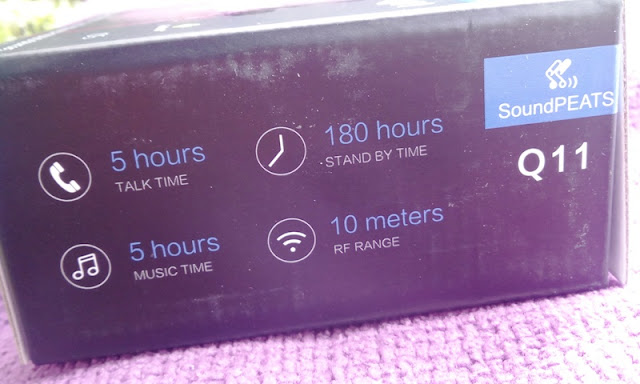 SoundPEATS
Q11
5 hours
TALK TIME
180 hours
STAND BY TIME
5 hours
MUSIC TIME
10 meters
RF RANGE